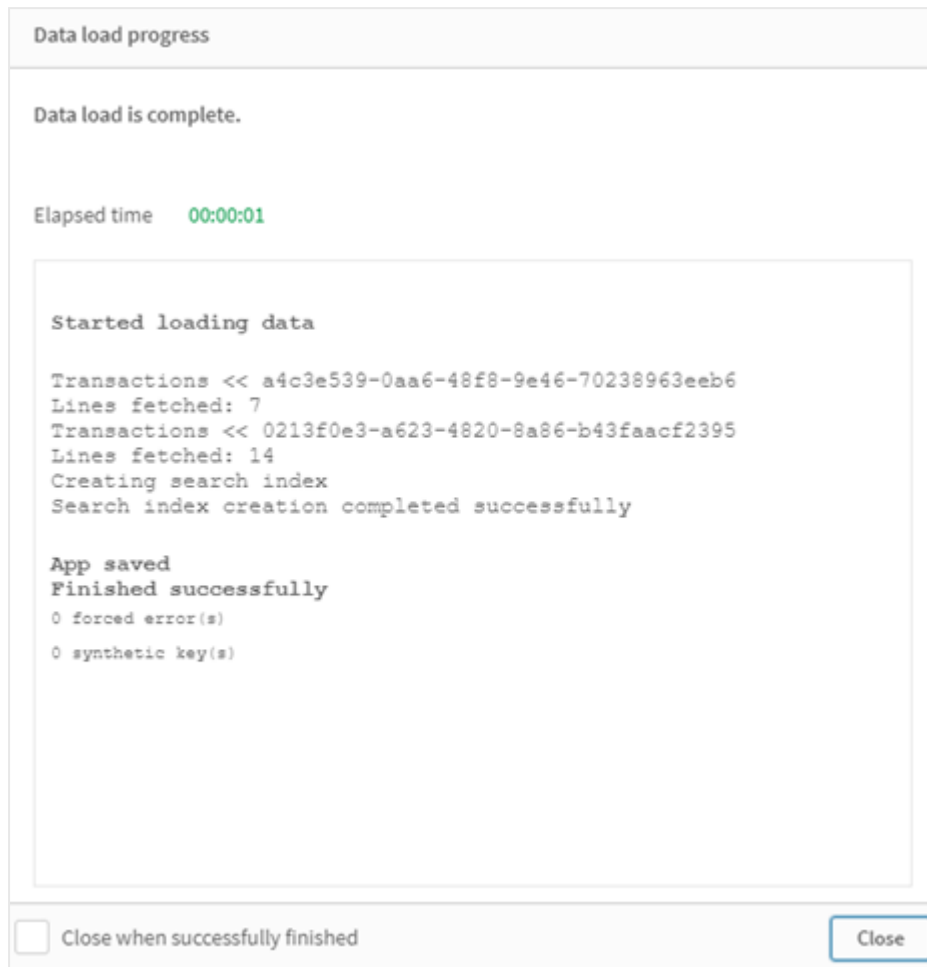 Data load progress
Data load is complete.
Elapsed time 00:00:01
Started loading data
Transactions << a4c3e539-0aa6-48f8-9e46-70238963eeb6
Lines fetched: 7
Transactions << 0213f0e3-a623-4820-8a86-b43faacf2395
Lines fetched: 14
Creating search index
Search index creation completed successfully
App saved
Finished successfully
0 forced error(s)
0 synthetic key(s)
Close when successfully finished Close